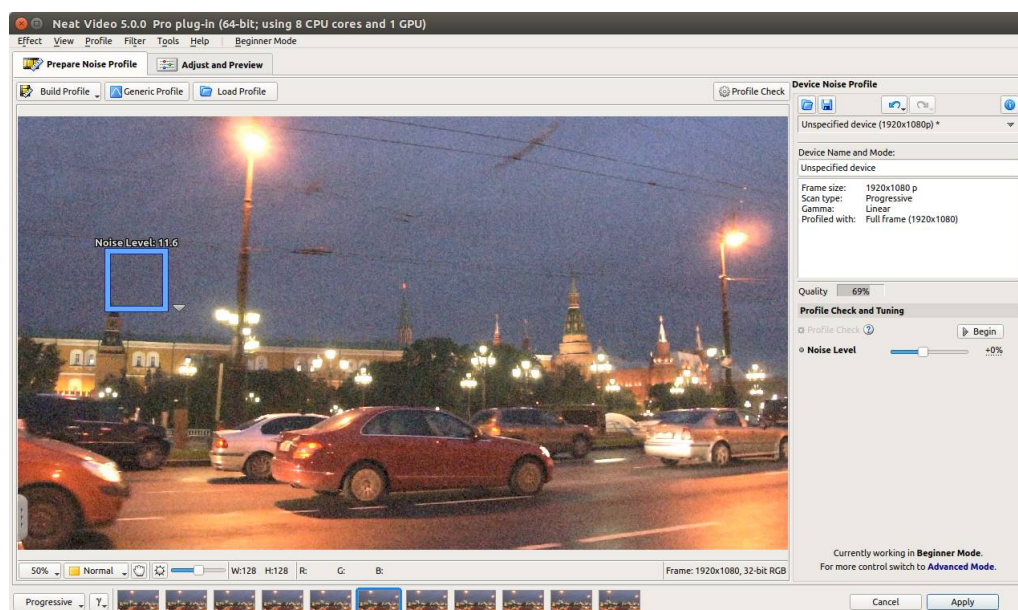 Neat Video 5.0.0 Pro plug-in (64-bit; using 8 CPU cores and 1 GPU)
Effect View Profile Filter Tools Help Beginner Mode
Prepare Noise Profile Adjust and Preview
Build Profile Generic Profile Load Profile Profile Check
Noise Level: 11.6
50% Normal W:128 H:128 R: G: B: Frame: 1920x1080, 32-bit RGB
Progressive γ
Device Noise Profile
Unspecified device (1920x1080p) *
Device Name and Mode:
Unspecified device
Frame size: 1920x1080 p
Scan type: Progressive
Gamma: Linear
Profiled with: Full frame (1920x1080)
Quality 69%
Profile Check and Tuning
Profile Check ? Begin
Noise Level +0%
Currently working in Beginner Mode.
For more control switch to Advanced Mode.
Cancel Apply